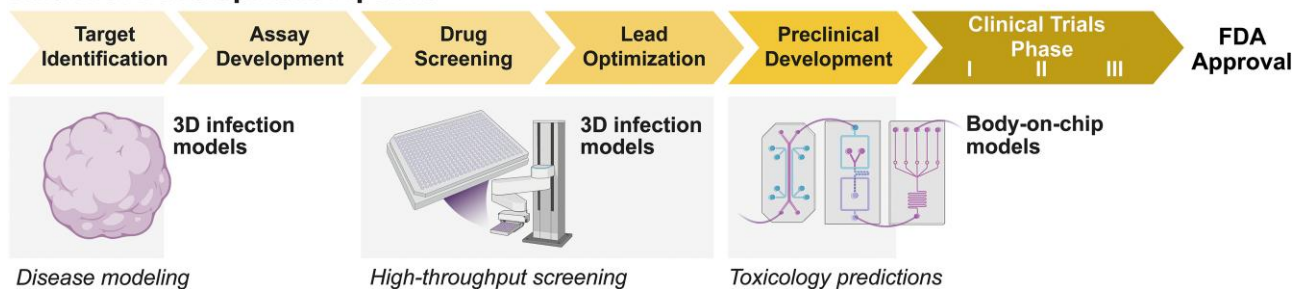 Target
Identification
Assay
Development
Drug
Screening
Lead
Optimization
Preclinical
Development
Clinical Trials
Phase
I II III
FDA
Approval
3D infection
models
3D infection
models
Body-on-chip
models
Disease modeling
High-throughput screening
Toxicology predictions